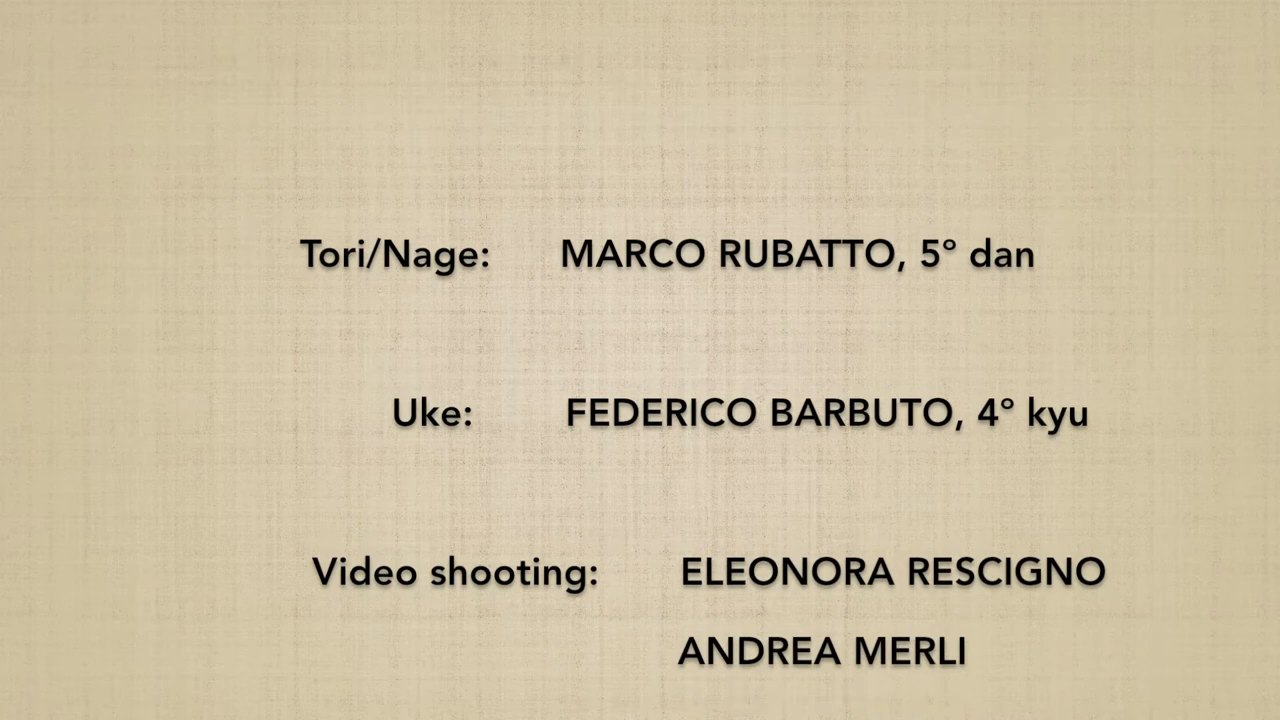 Tori/Nage: MARCO RUBATTO, 5° dan
Uke: FEDERICO BARBUTO, 4° kyu
Video shooting: ELEONORA RESCIGNO
ANDREA MERLI